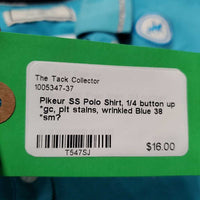 The Tack Collector
1005347-37
Pikeur SS Polo Shirt, 1/4 button up
*gc, pit stains, wrinkled Blue 38
*sm?
T547SJ
$16.00